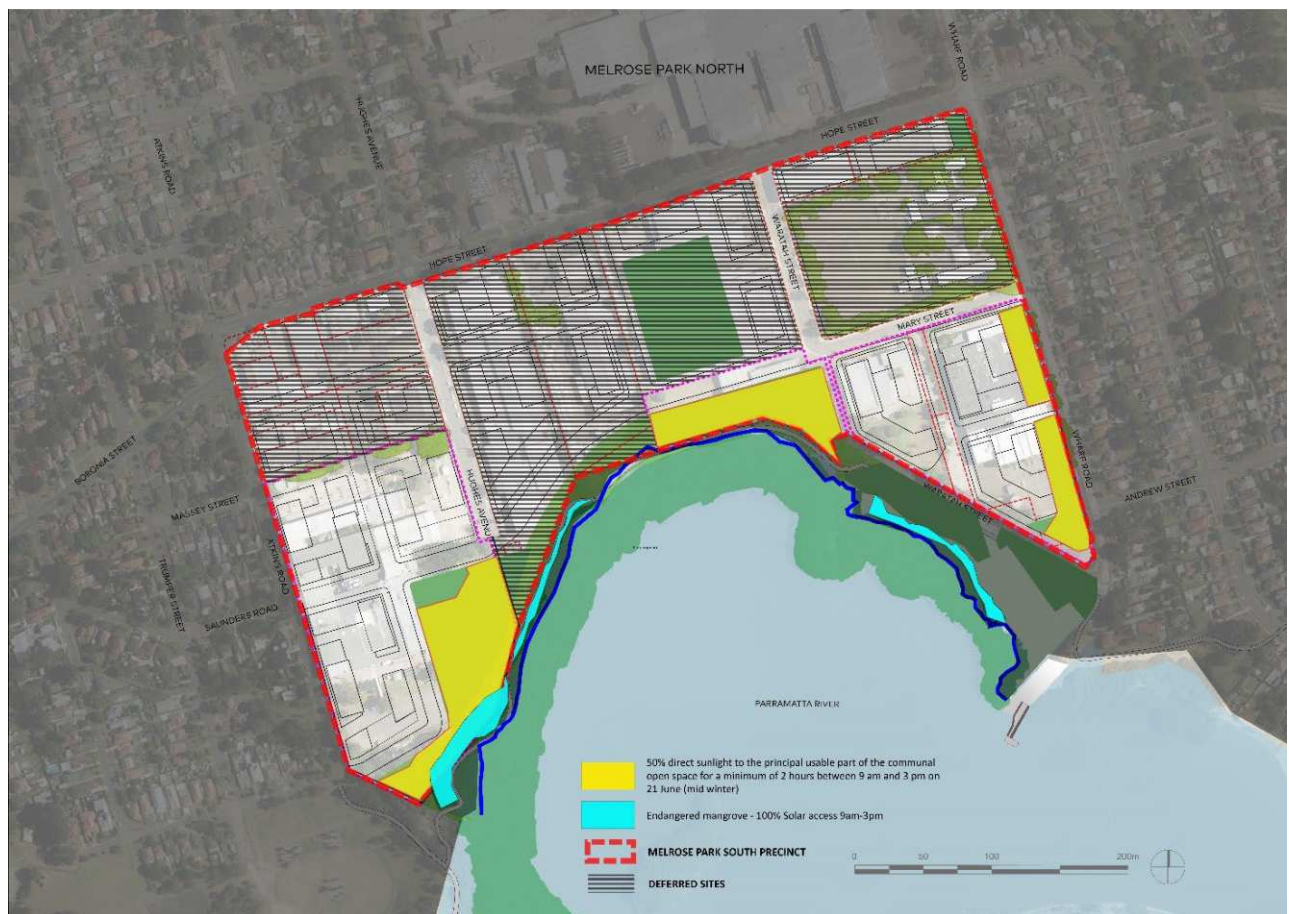 MELROSE PARK NORTH
WHARF ROAD
HUGHES AVENUE
ATKINS ROAD
HOPE STREET
HOPE STREET
WARATAH STREET
MARY STREET
BORONIA STREET
MASSEY STREET
HUGHES AVENUE
WHARF ROAD
ANDREW STREET
WARATAH STREET
ATKINS ROAD
TRUMPER STREET
SAUNDERS ROAD
PARRAMATTA RIVER
50% direct sunlight to the principal usable part of the communal
open space for a minimum of 2 hours between 9 am and 3 pm on
21 June (mid winter)
Endangered mangrove - 100% Solar access 9am-3pm
MELROSE PARK SOUTH PRECINCT
0 50 100 200m
DEFERRED SITES